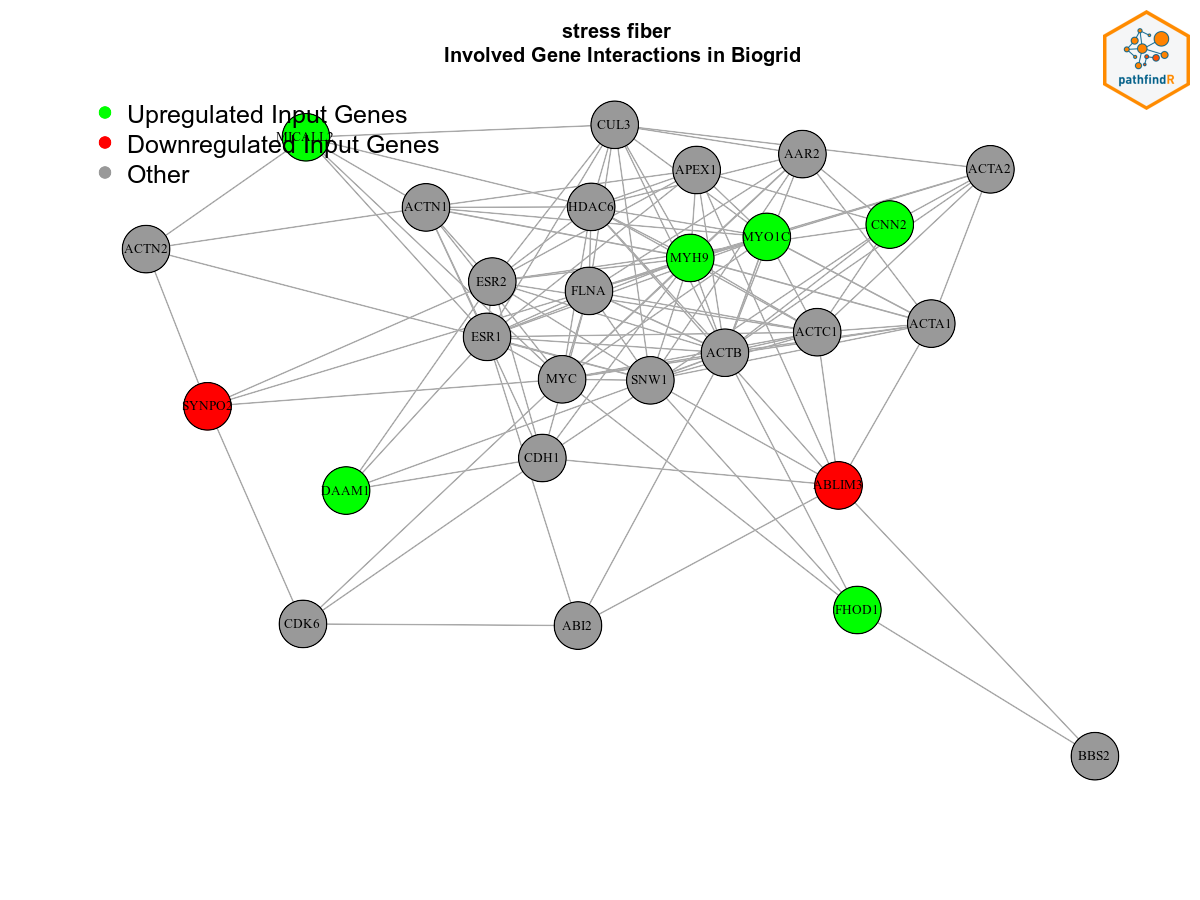 stress fiber
Involved Gene Interactions in Biogrid
pathfindR
Upregulated Input Genes
Downregulated Input Genes
Other
CUL3
AAR2
APEX1
ACTA2
ACTN1
HDAC6
CNN2
MYO1C
ACTN2
MYH9
ESR2
FLNA
ACTA1
ACTC1
ESR1
ACTB
MYC
SNW1
SYNPO2
CDH1
ABLIM3
DAAM1
FHOD1
CDK6
ABI2
BBS2